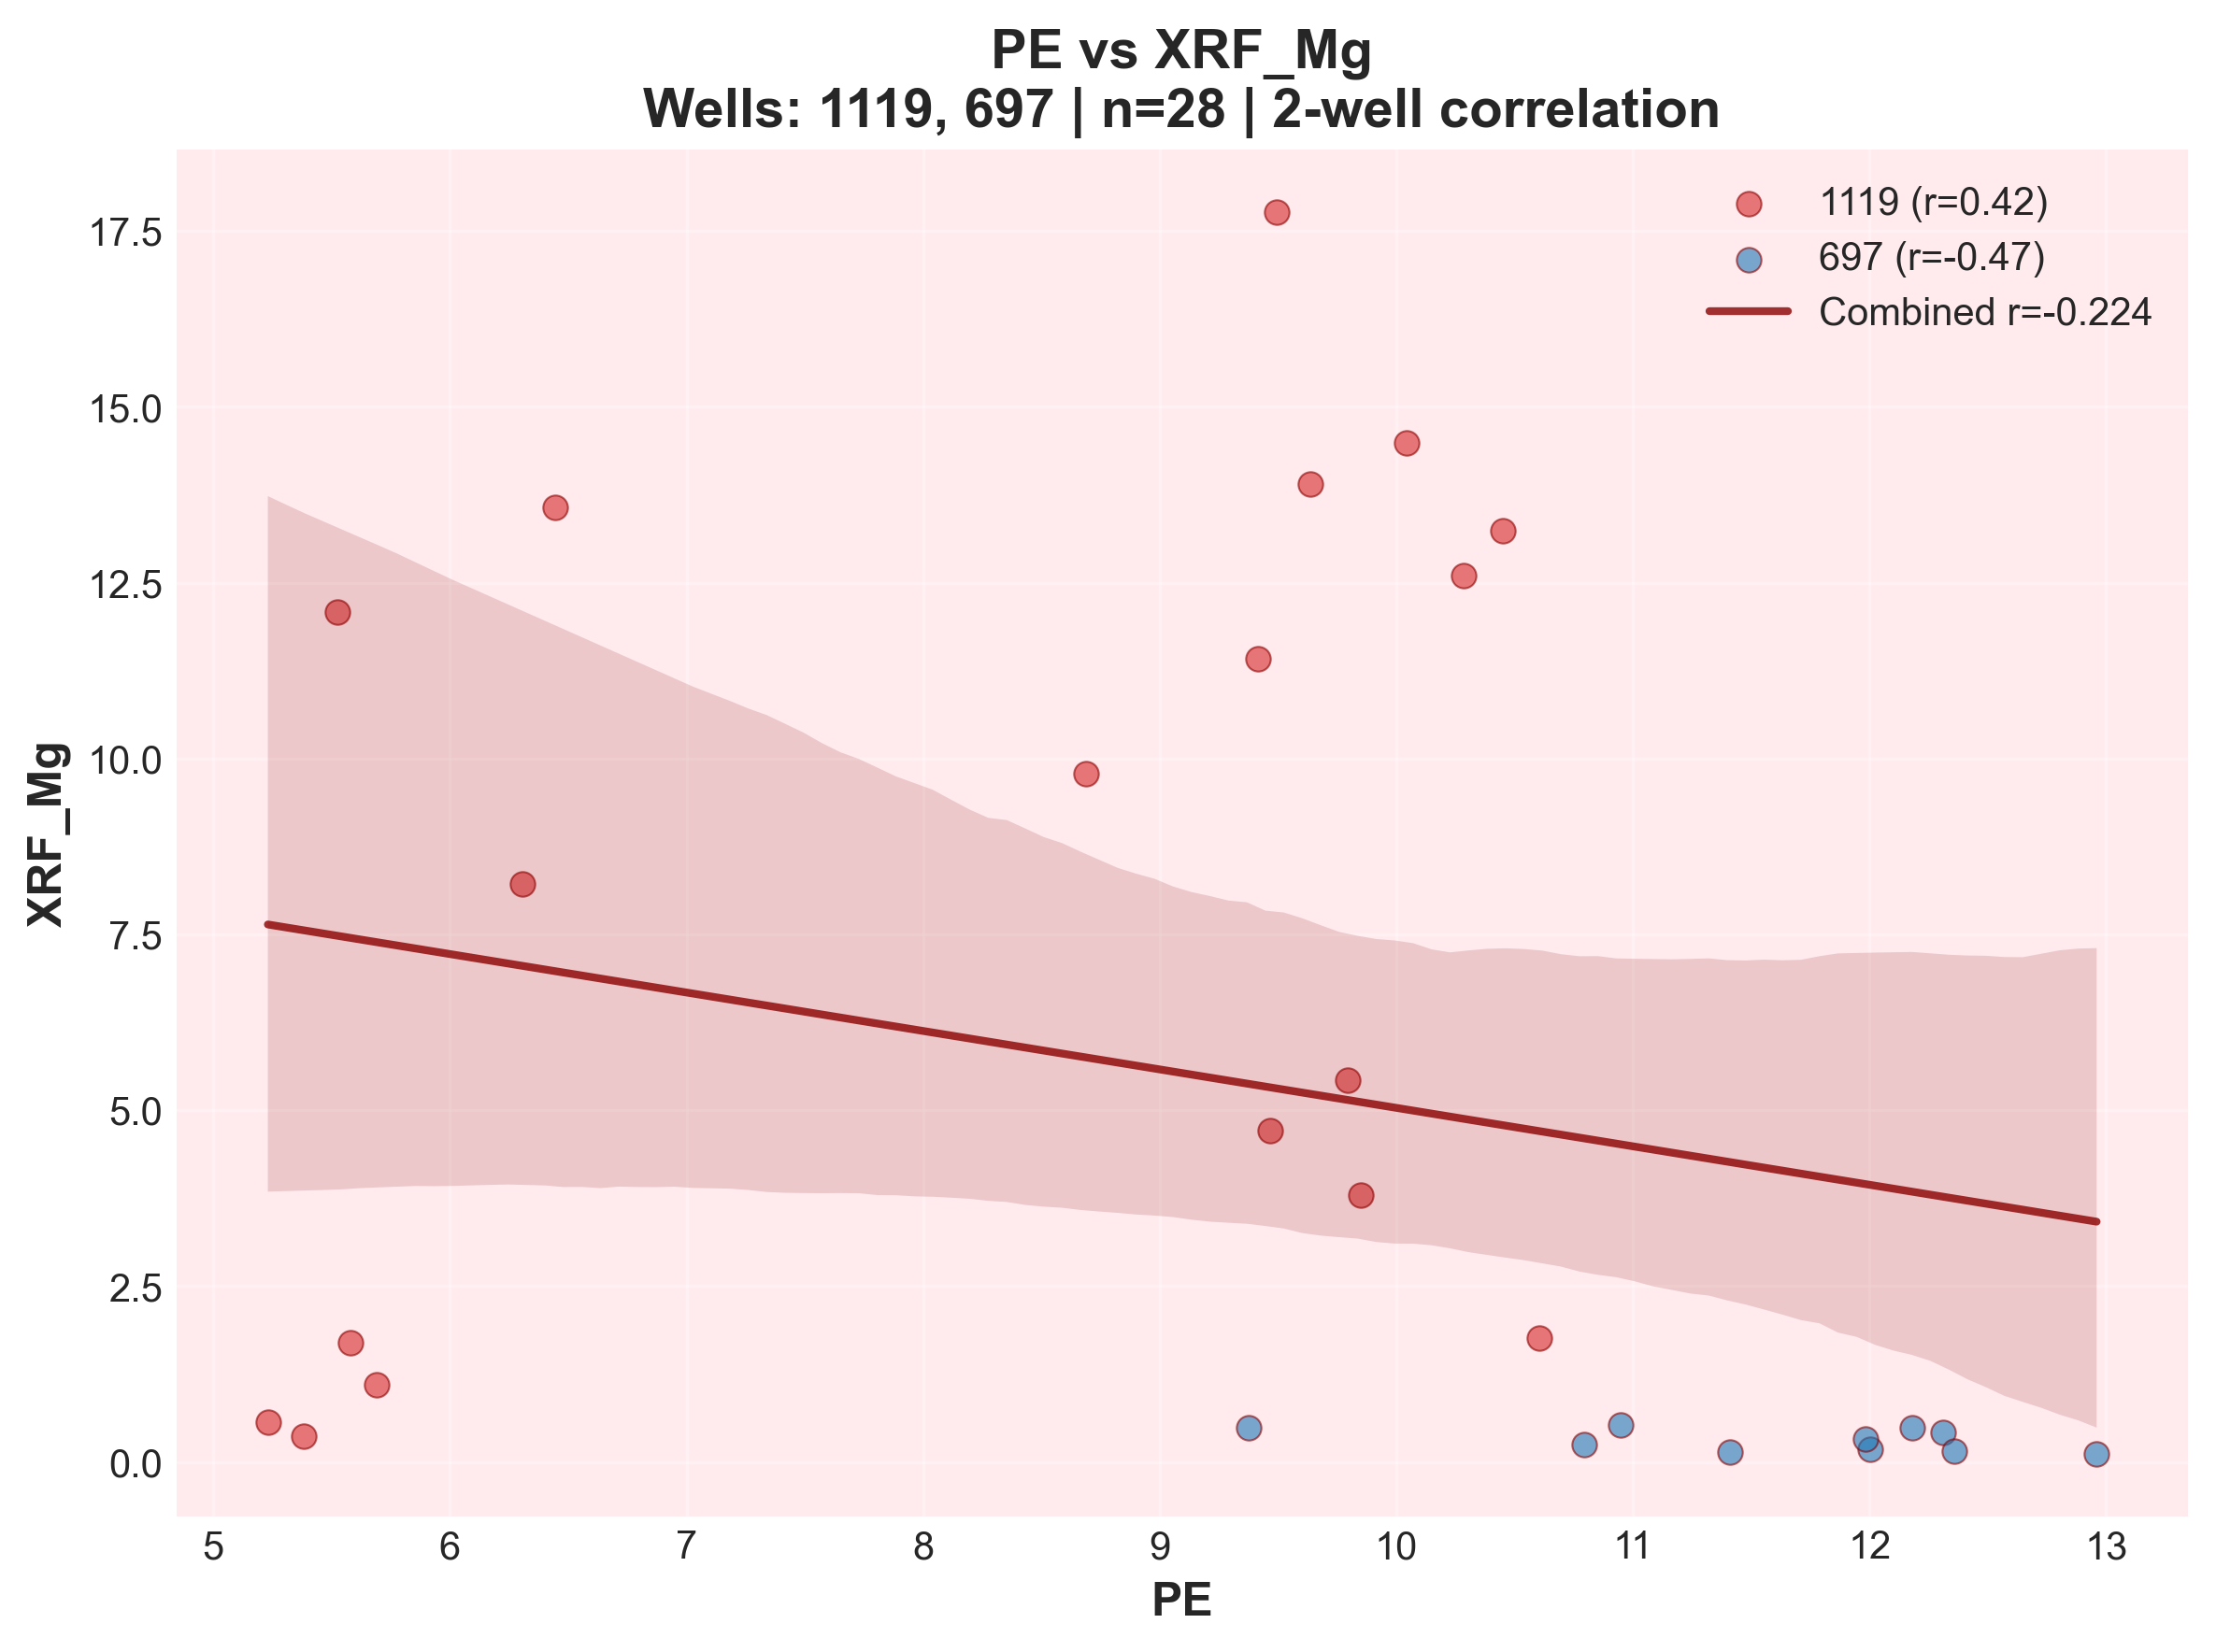 PE vs XRF_Mg
Wells: 1119, 697 | n=28 | 2-well correlation
1119 (r=0.42)
697 (r=-0.47)
Combined r=-0.224
XRF_Mg
17.5
15.0
12.5
10.0
7.5
5.0
2.5
0.0
5 6 7 8 9 10 11 12 13
PE